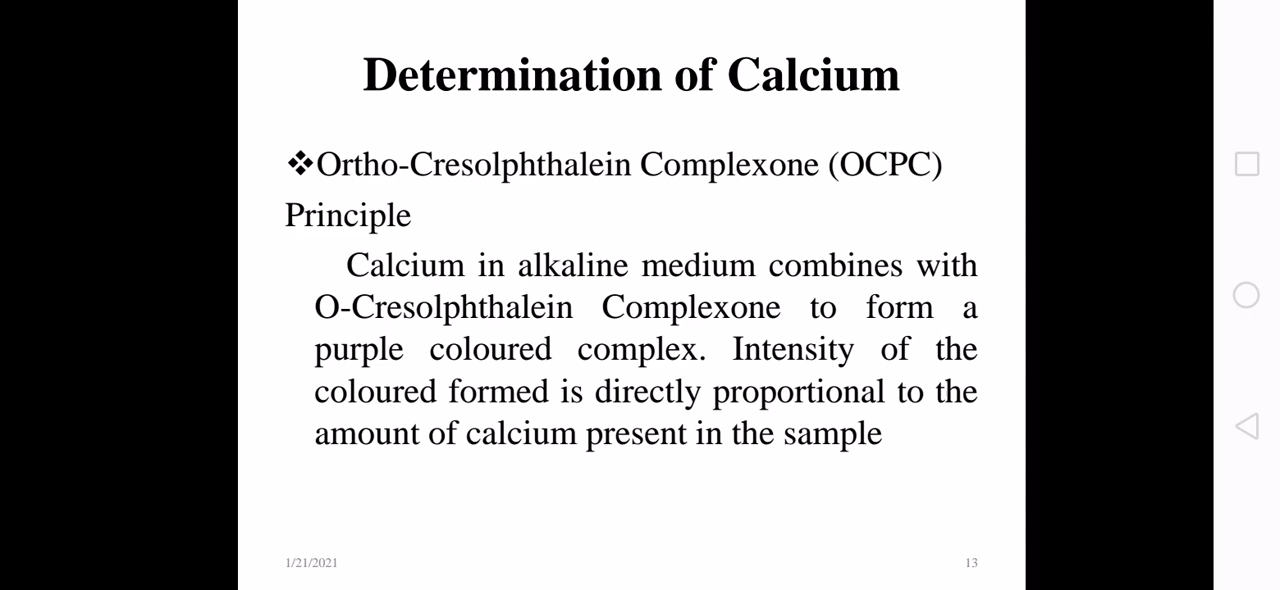 Determination of Calcium
❖Ortho-Cresolphthalein Complexone (OCPC)
Principle
Calcium in alkaline medium combines with
O-Cresolphthalein Complexone to form a
purple coloured complex. Intensity of the
coloured formed is directly proportional to the
amount of calcium present in the sample
1/21/2021
13